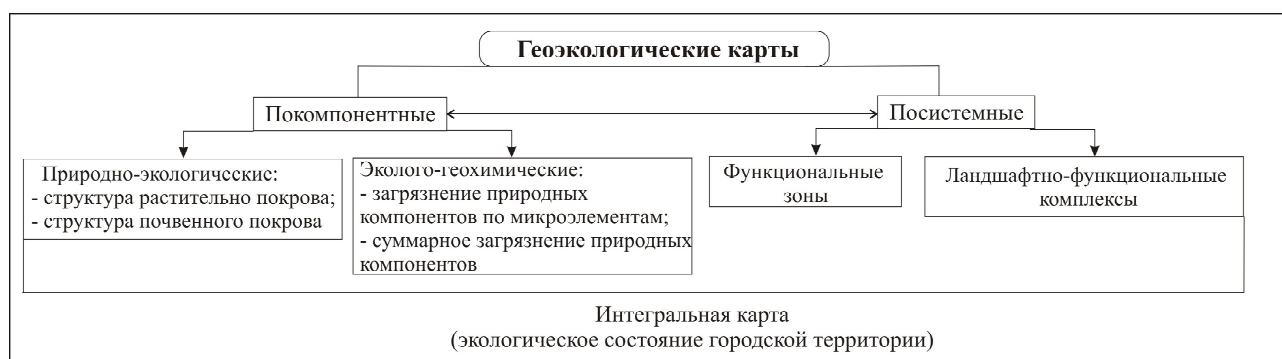 Геоэкологические карты
Покомпонентные
Посистемные
Природно-экологические:
- структура растительно покрова;
- структура почвенного покрова
Эколого-геохимические:
- загрязнение природных
компонентов по микроэлементам;
- суммарное загрязнение природных
компонентов
Функциональные
зоны
Ландшафтно-функциональные
комплексы
Интегральная карта
(экологическое состояние городской территории)